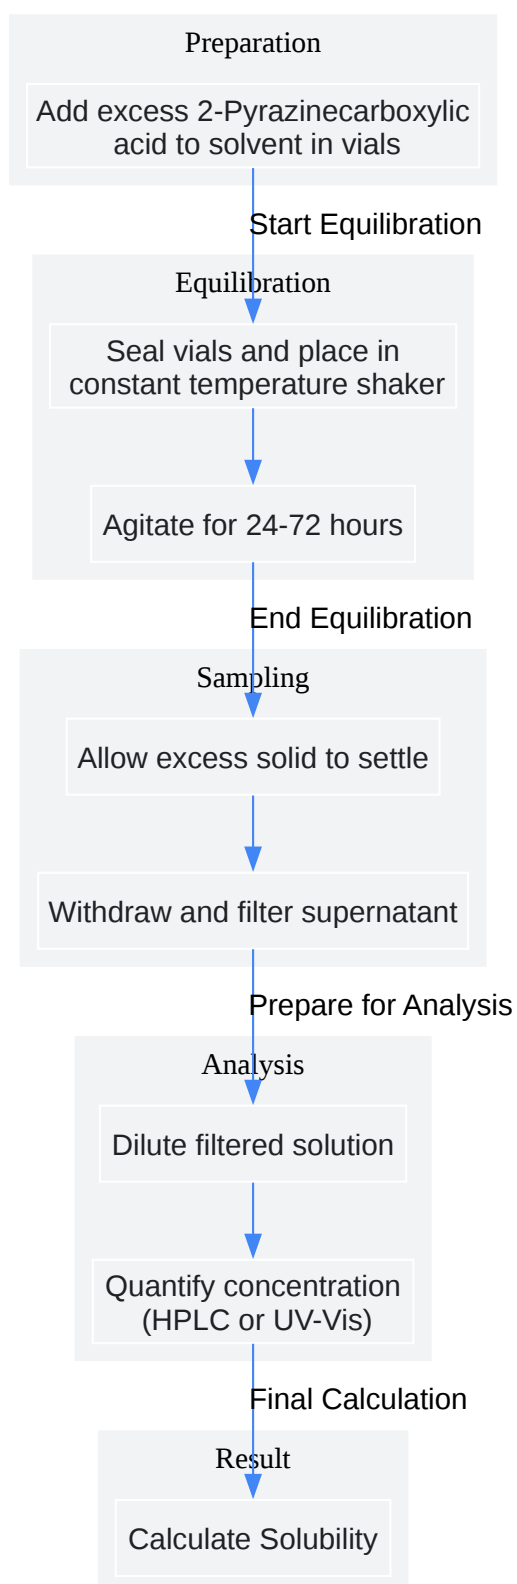 Preparation
Add excess 2-Pyrazinecarboxylic
acid to solvent in vials
Start Equilibration
Equilibration
Seal vials and place in
constant temperature shaker
Agitate for 24-72 hours
End Equilibration
Sampling
Allow excess solid to settle
Withdraw and filter supernatant
Prepare for Analysis
Analysis
Dilute filtered solution
Quantify concentration
(HPLC or UV-Vis)
Final Calculation
Result
Calculate Solubility